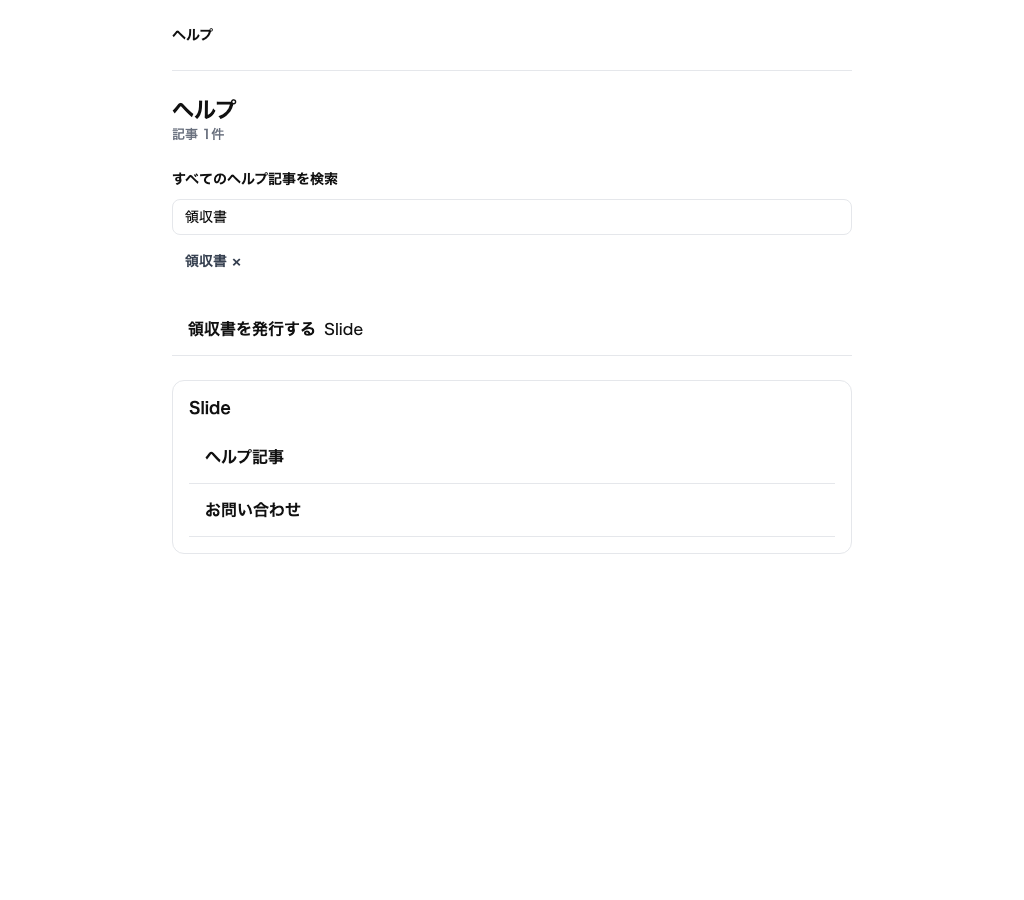 ヘルプ
ヘルプ
記事 1件
すべてのヘルプ記事を検索
領収書
領収書 ×
領収書を発行する Slide
Slide
ヘルプ記事
お問い合わせ